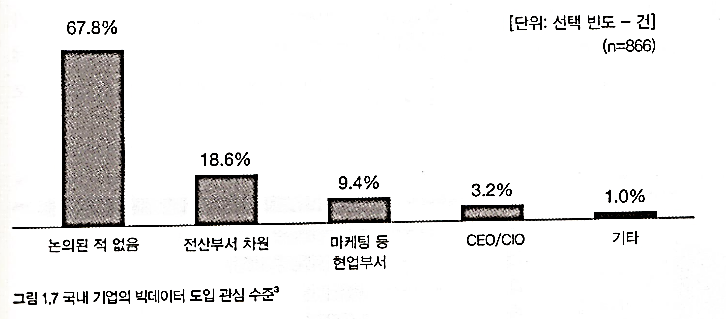 67.8%
[단위: 선택 빈도 – 건]
(n=866)
18.6%
9.4%
3.2%
1.0%
논의된 적 없음
전산부서 차원
마케팅 등
현업부서
CEO/CIO
기타
그림 1.7 국내 기업의 빅데이터 도입 관심 수준³